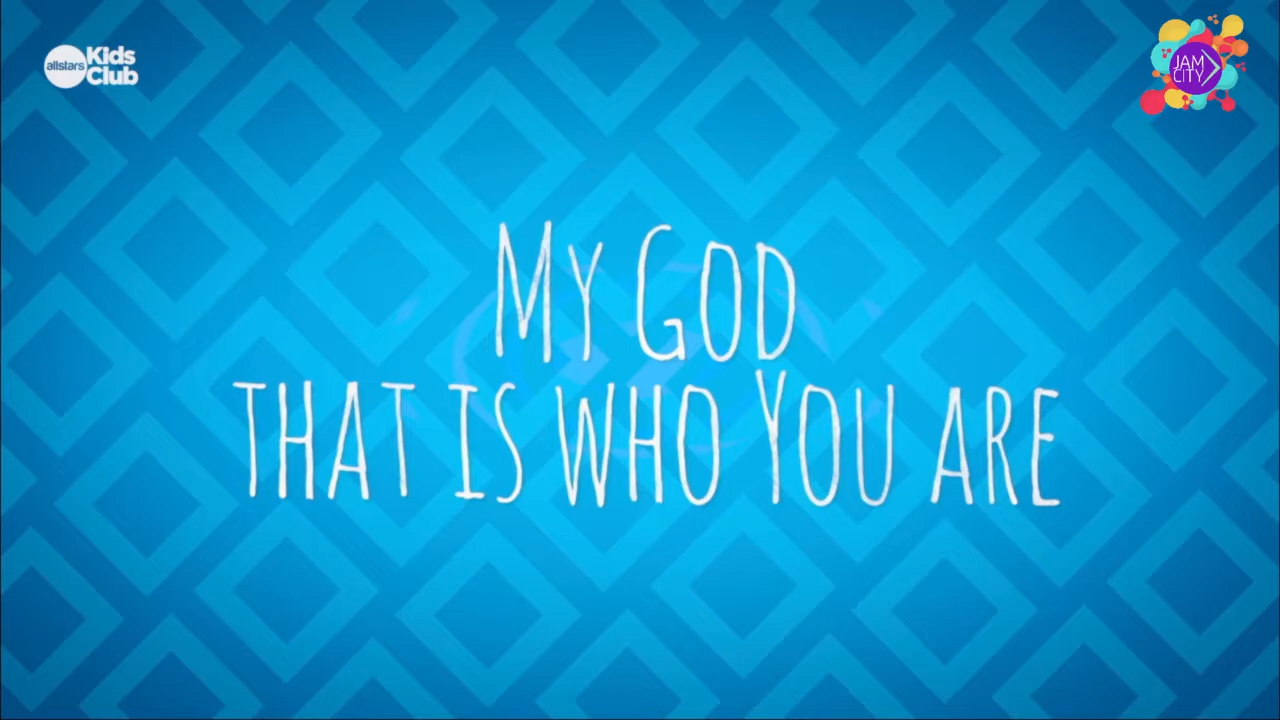 allstars
Kids
Club
JAM
CITY
MY GOD
THAT IS WHO YOU ARE